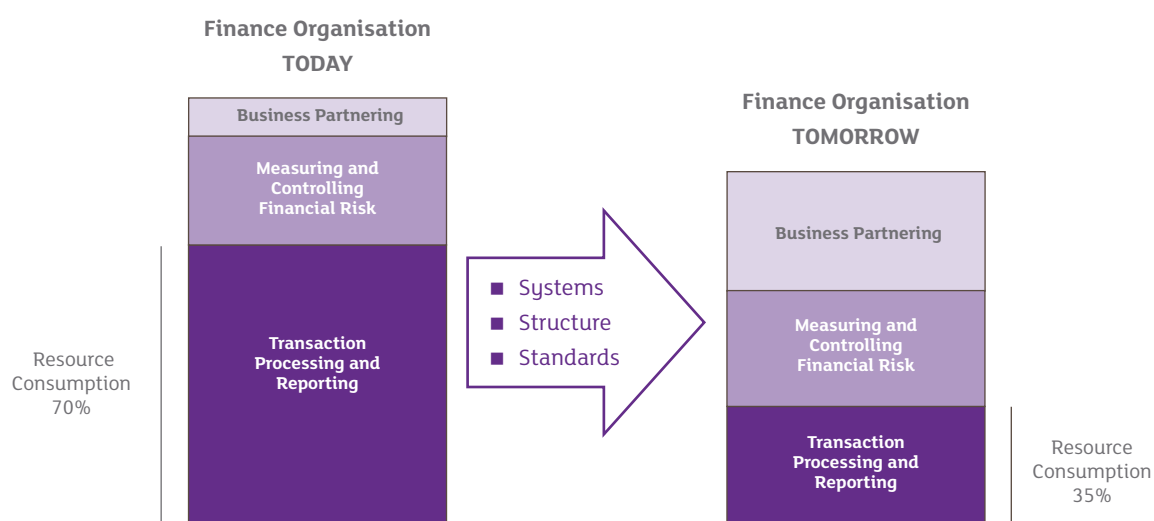 Finance Organisation
TODAY
Business Partnering
Measuring and
Controlling
Financial Risk
Transaction
Processing and
Reporting
Resource
Consumption
70%
■ Systems
■ Structure
■ Standards
Finance Organisation
TOMORROW
Business Partnering
Measuring and
Controlling
Financial Risk
Transaction
Processing and
Reporting
Resource
Consumption
35%